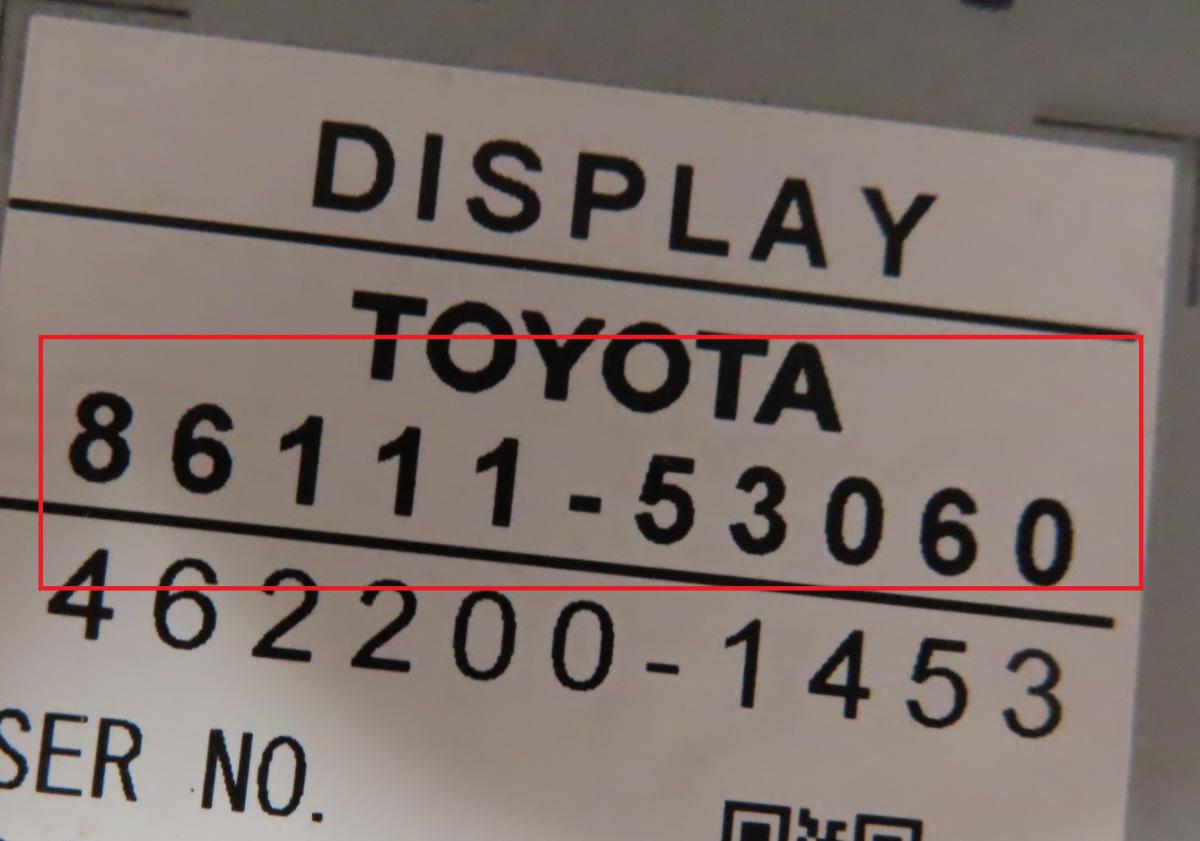 DISPLAY
TOYOTA
86111-53060
462200-1453
SER NO.